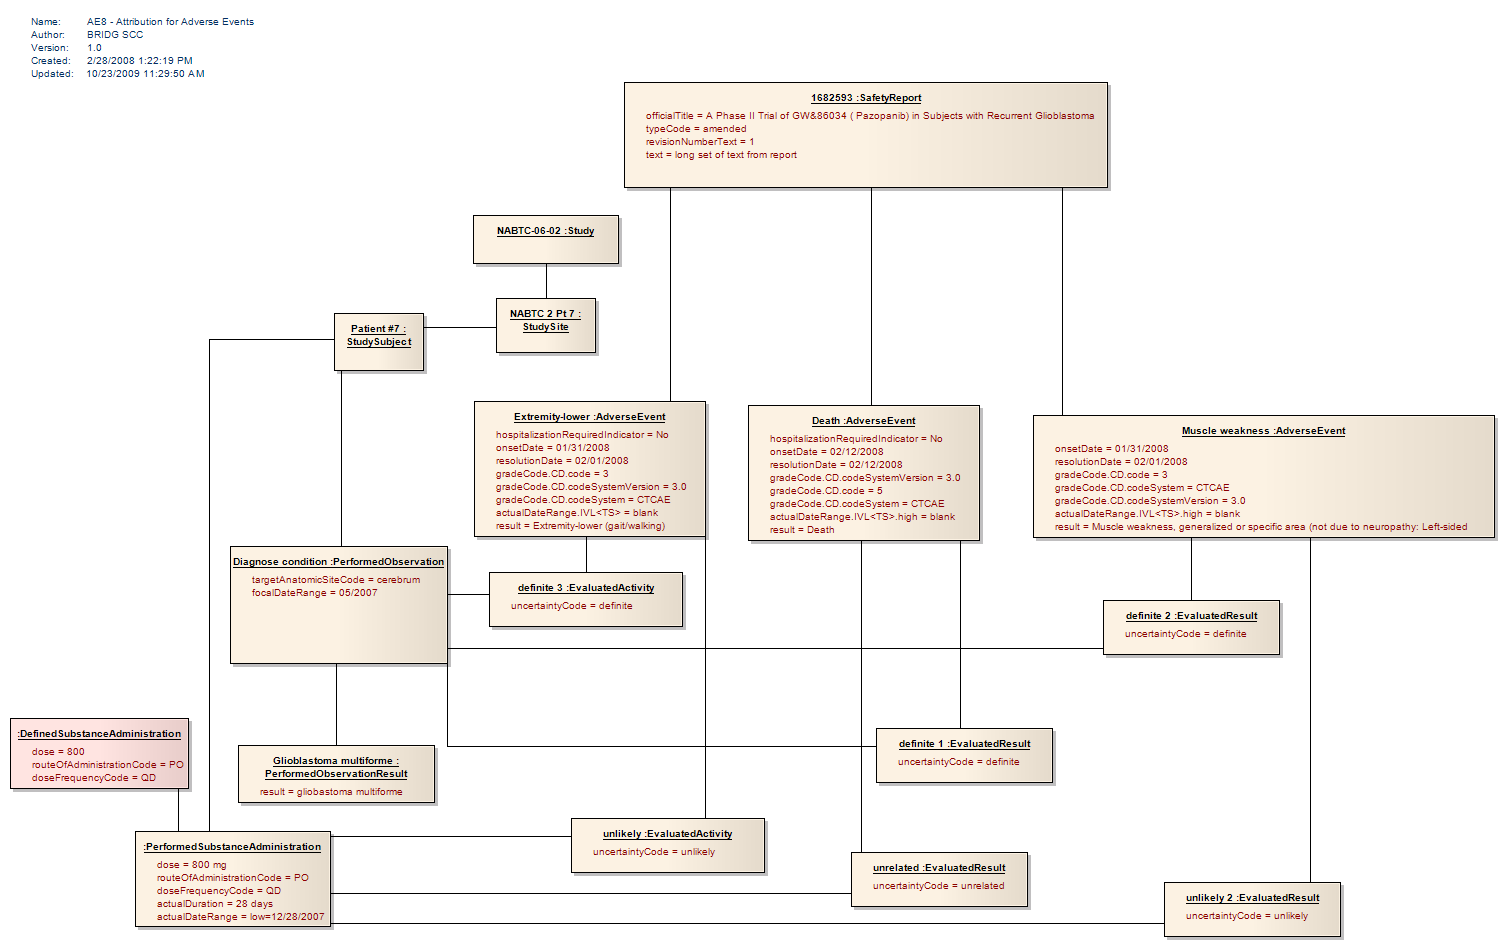 Name: AE8 - Attribution for Adverse Events
Author: BRIDG SCC
Version: 1.0
Created: 2/28/2008 1:22:19 PM
Updated: 10/23/2009 11:29:50 AM
1682593 :SafetyReport
officialTitle = A Phase II Trial of GW&86034 ( Pazopanib) in Subjects with Recurrent Glioblastoma
typeCode = amended
revisionNumberText = 1
text = long set of text from report
NABTC-06-02 :Study
NABTC 2 Pt 7 :
StudySite
Patient #7 :
StudySubject
Extremity-lower :AdverseEvent
hospitalizationRequiredIndicator = No
onsetDate = 01/31/2008
resolutionDate = 02/01/2008
gradeCode.CD.code = 3
gradeCode.CD.codeSystemVersion = 3.0
gradeCode.CD.codeSystem = CTCAE
actualDateRange.IVL<TS> = blank
result = Extremity-lower (gait/walking)
Death :AdverseEvent
hospitalizationRequiredIndicator = No
onsetDate = 02/12/2008
resolutionDate = 02/12/2008
gradeCode.CD.codeSystemVersion = 3.0
gradeCode.CD.code = 5
gradeCode.CD.codeSystem = CTCAE
actualDateRange.IVL<TS>.high = blank
result = Death
Muscle weakness :AdverseEvent
onsetDate = 01/31/2008
resolutionDate = 02/01/2008
gradeCode.CD.code = 3
gradeCode.CD.codeSystem = CTCAE
gradeCode.CD.codeSystemVersion = 3.0
actualDateRange.IVL<TS>.high = blank
result = Muscle weakness, generalized or specific area (not due to neuropathy: Left-sided
Diagnose condition :PerformedObservation
targetAnatomicSiteCode = cerebrum
focalDateRange = 05/2007
definite 3 :EvaluatedActivity
uncertaintyCode = definite
definite 2 :EvaluatedResult
uncertaintyCode = definite
:DefinedSubstanceAdministration
dose = 800
routeOfAdministrationCode = PO
doseFrequencyCode = QD
Glioblastoma multiforme :
PerformedObservationResult
result = gliobastoma multiforme
definite 1 :EvaluatedResult
uncertaintyCode = definite
:PerformedSubstanceAdministration
dose = 800 mg
routeOfAdministrationCode = PO
doseFrequencyCode = QD
actualDuration = 28 days
actualDateRange = low=12/28/2007
unlikely :EvaluatedActivity
uncertaintyCode = unlikely
unrelated :EvaluatedResult
uncertaintyCode = unrelated
unlikely 2 :EvaluatedResult
uncertaintyCode = unlikely